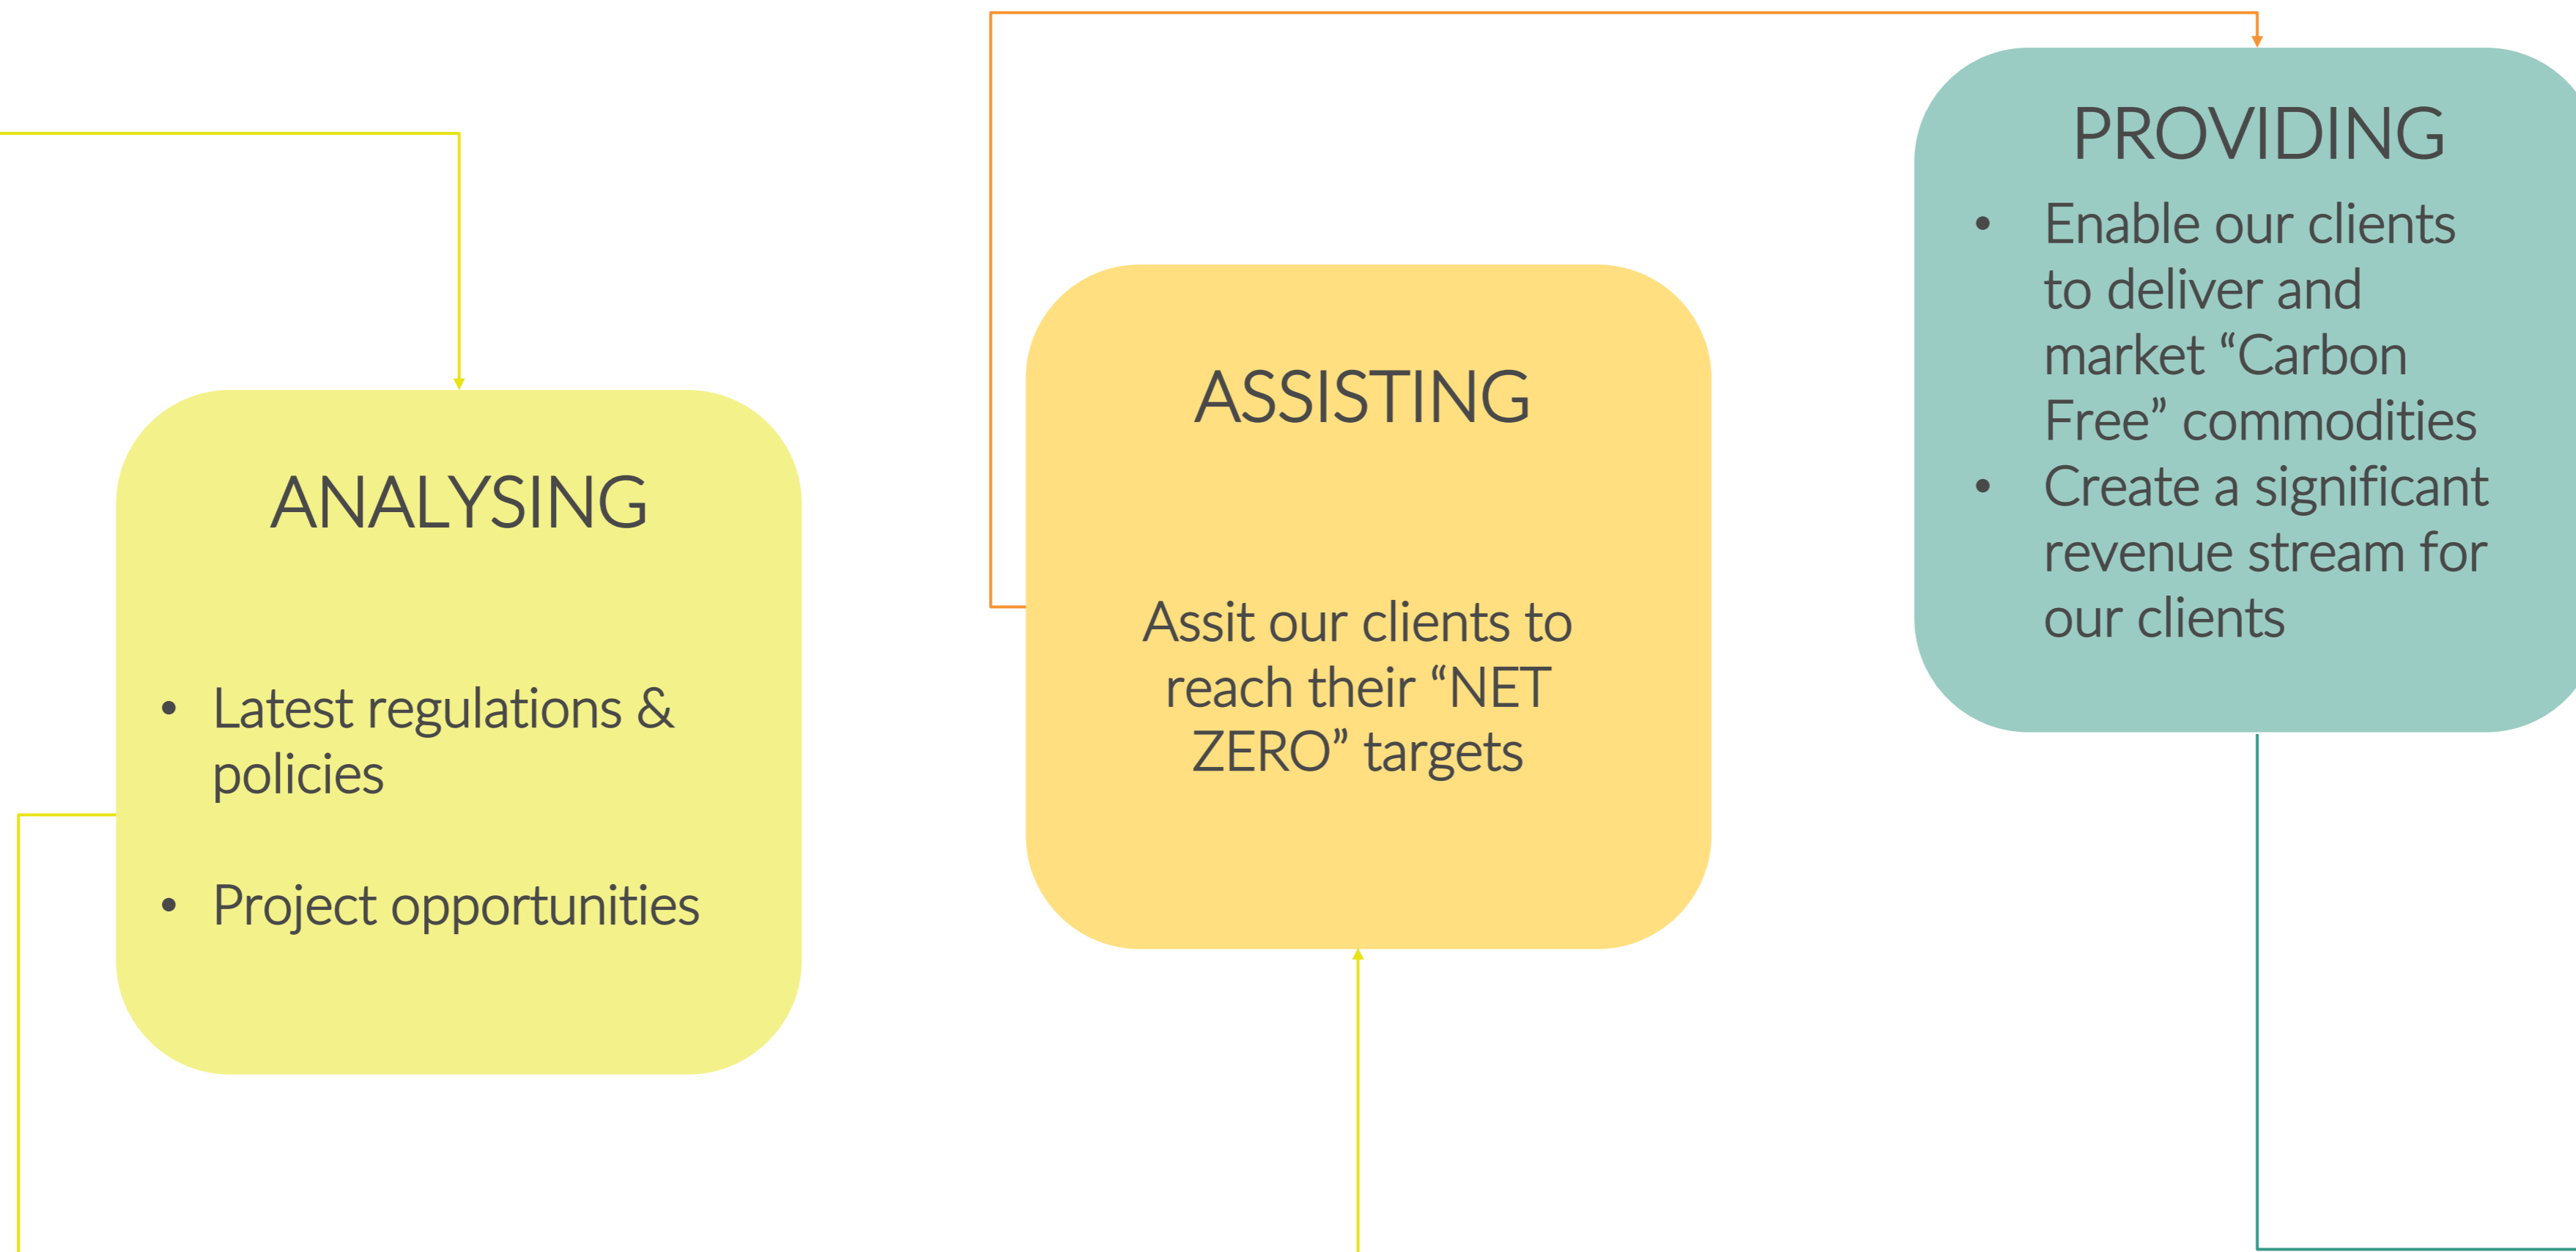 ANALYSING
• Latest regulations &
policies
• Project opportunities
ASSISTING
Assit our clients to
reach their “NET
ZERO” targets
PROVIDING
• Enable our clients
to deliver and
market “Carbon
Free” commodities
• Create a significant
revenue stream for
our clients